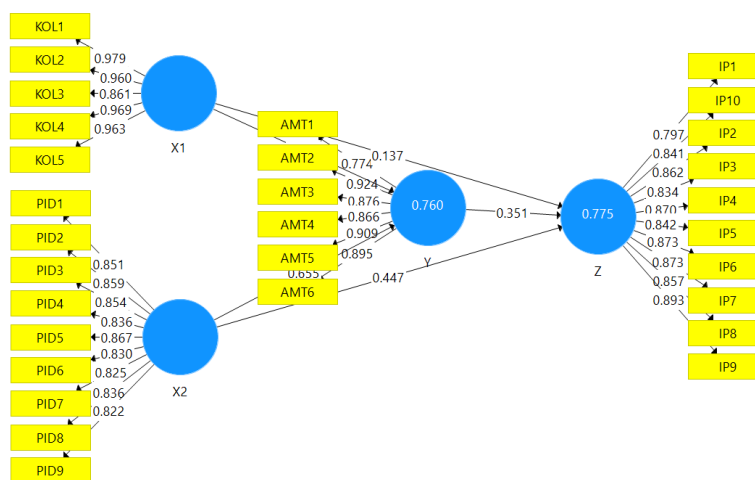 KOL1
KOL2
KOL3
KOL4
KOL5
0.979
0.960
0.861
0.969
0.963
X1
PID1
PID2
PID3
PID4
PID5
PID6
PID7
PID8
PID9
0.851
0.859
0.854
0.836
0.867
0.830
0.825
0.836
0.822
X2
AMT1
AMT2
AMT3
AMT4
AMT5
AMT6
0.774
0.924
0.876
0.866
0.909
0.895
0.655
0.760
Y
0.137
0.351
0.447
0.775
Z
0.797
0.841
0.862
0.834
0.870
0.842
0.873
0.873
0.857
0.893
IP1
IP10
IP2
IP3
IP4
IP5
IP6
IP7
IP8
IP9